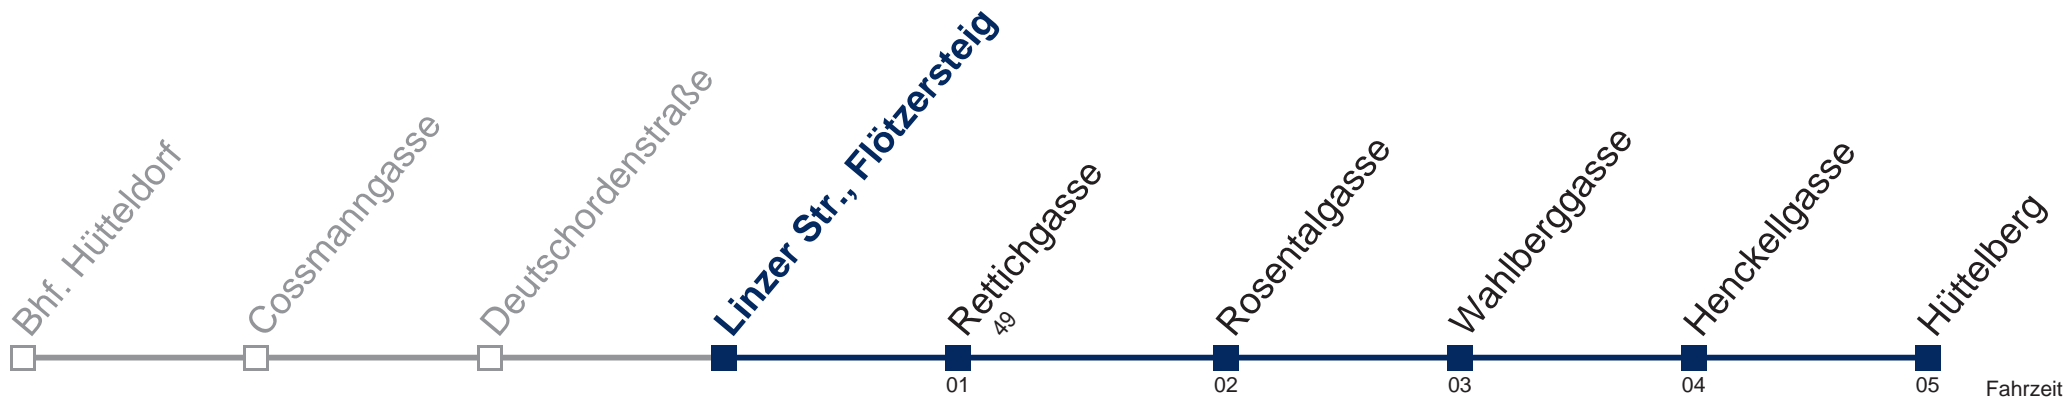 Bhf. Hütteldorf
Cossmanngasse
Deutschordenstraße
Linzer Str., Flötzersteig
Rettichgasse
49
Rosentalgasse
Wahlberggasse
Henckellgasse
Hüttelberg
01
02
03
04
05
Fahrzeit